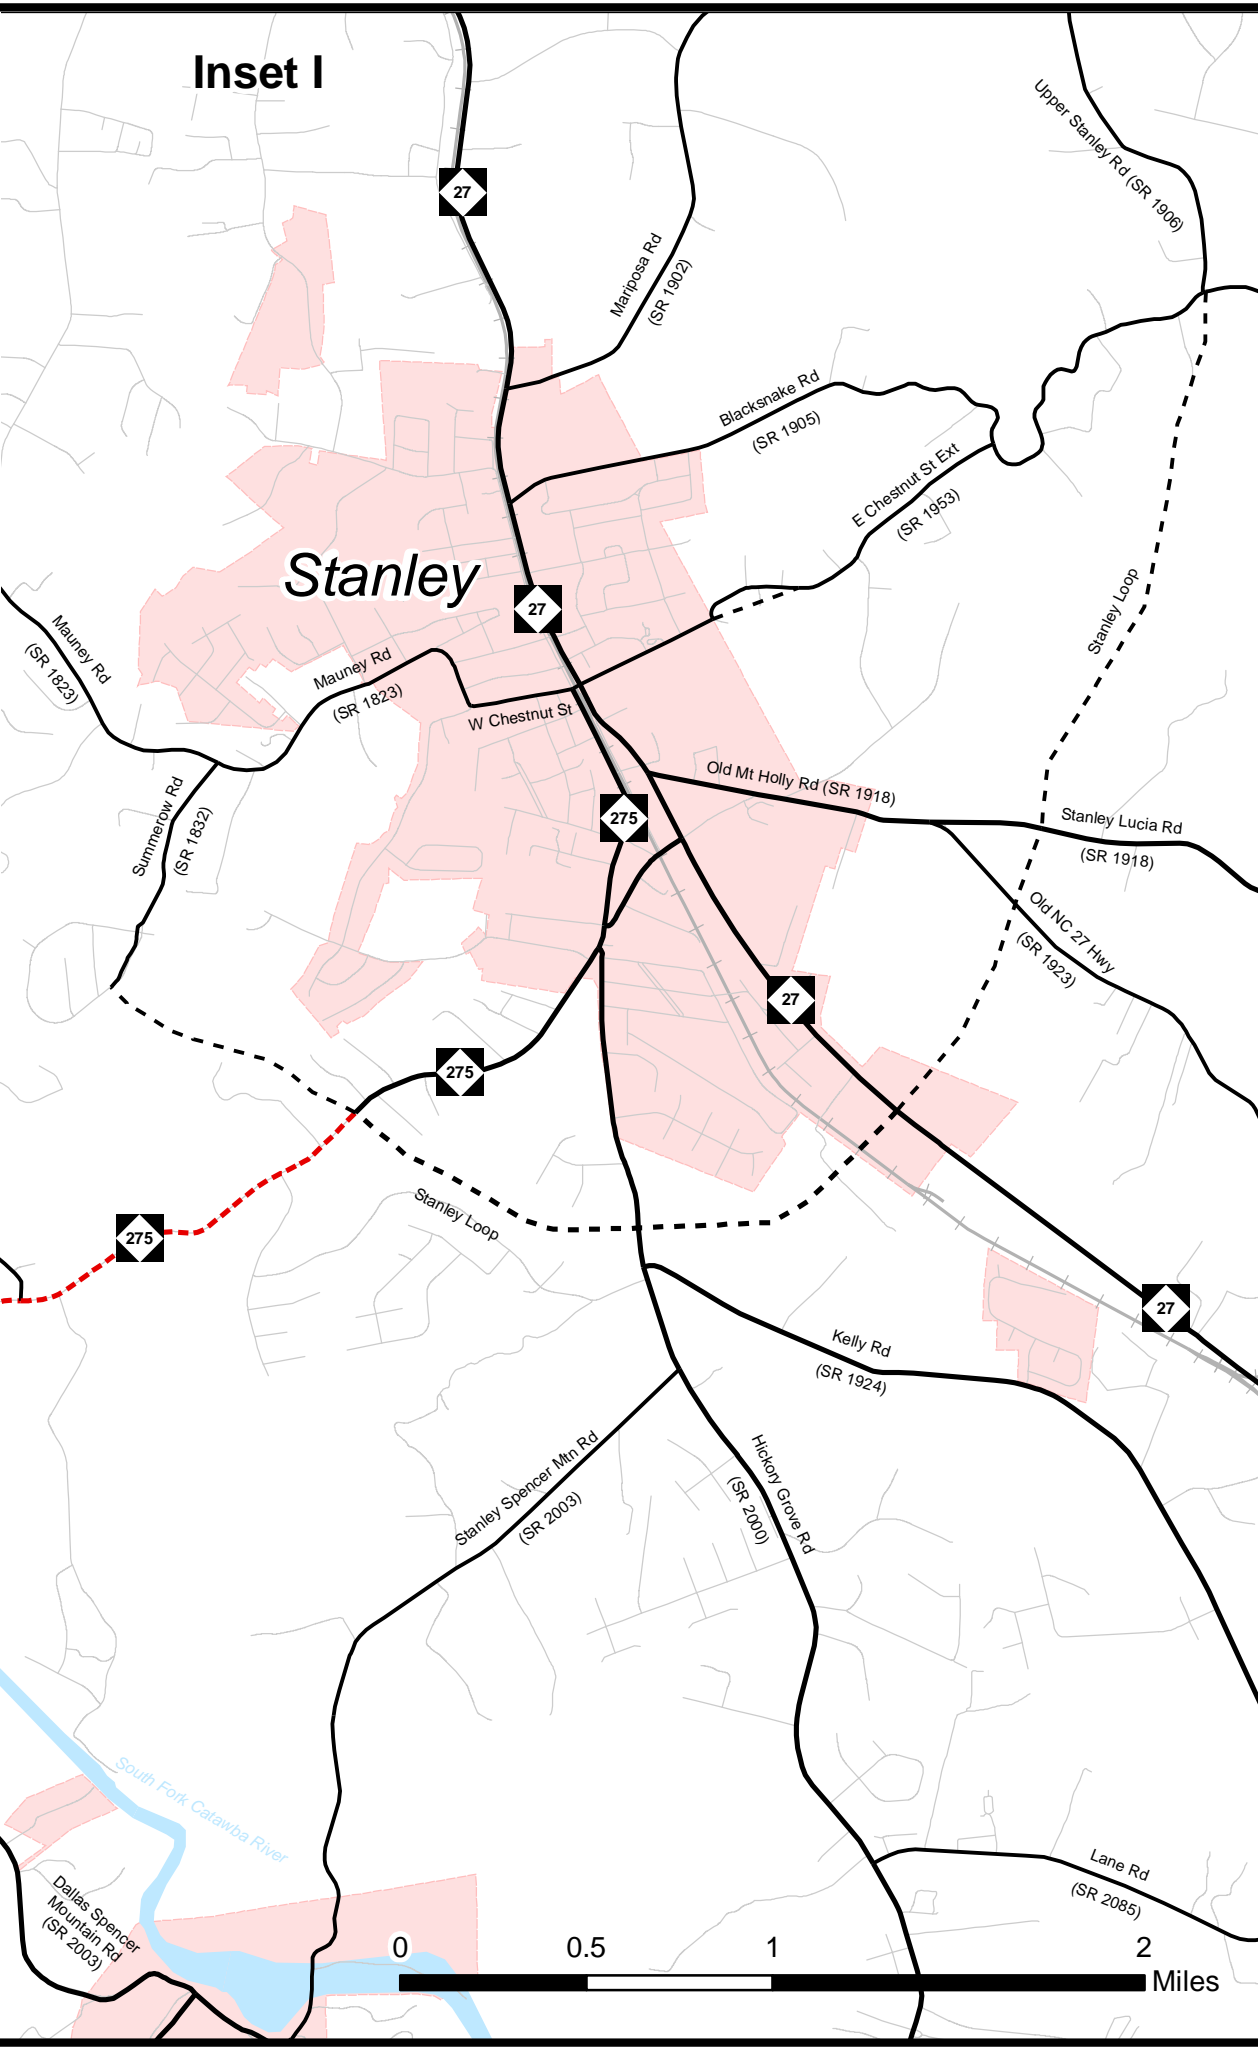 Inset I
Upper Stanley Rd (SR 1906)
27
Mariposa Rd
(SR 1902)
Blacksnake Rd
(SR 1905)
E Chestnut St Ext
(SR 1953)
Stanley
27
Stanley Loop
Mauney Rd
(SR 1823)
Mauney Rd
(SR 1823)
W Chestnut St
Old Mt Holly Rd (SR 1918)
275
Stanley Lucia Rd
(SR 1918)
Summerow Rd
(SR 1832)
Old NC 27 Hwy
(SR 1923)
27
275
Stanley Loop
275
27
Kelly Rd
(SR 1924)
Stanley Spencer Mtn Rd
(SR 2003)
Hickory Grove Rd
(SR 2000)
South Fork Catawba River
Lane Rd
(SR 2085)
Dallas Spencer
Mountain Rd
(SR 2003)
0 0.5 1 2
Miles